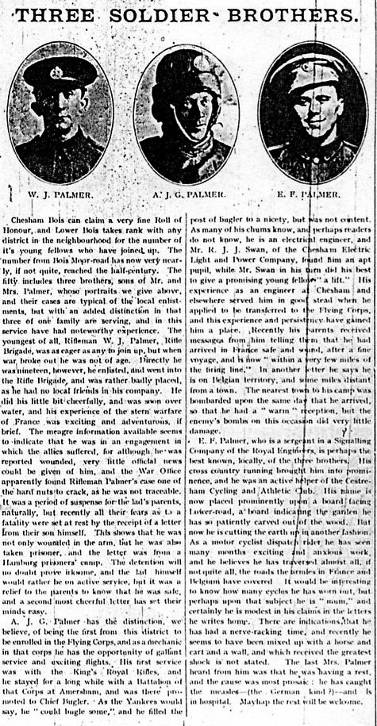 THREE SOLDIER BROTHERS.
W. J. PALMER.
A. J. G. PALMER.
E. F. PALMER.
Chesham Bois can claim a very fine Roll of
Honour, and Lower Bois takes rank with any
district in the neighbourhood for the number of
it's young fellows who have joined up. The
number from Bois Moor-road has now very near-
ly, if not quite, reached the half-century. The
fifty includes three brothers, sons of Mr. and
Mrs. Palmer, whose portraits we give above,
and their cases are typical of the local enlist-
ments, but with an added distinction in that
three of one family are serving, and in this
service have had noteworthy experience. The
youngest of all, Rifleman W. J. Palmer, Rifle
Brigade, was as eager as any to join up, but when
war broke out he was not of age. Directly he
was nineteen, however, he enlisted, and went into
the Rifle Brigade, and was rather badly placed,
as he had no local friends in his company. He
did his little bit cheerfully, and was soon over
water, and his experience of the stern warfare
of France was exciting and adventurous, if
brief. The meagre information available seems
to indicate that he was in an engagement in
which the allies suffered, for although he was
reported wounded, very little official news
could be given of him, and the War Office
apparently found Rifleman Palmer's case one of
the hard nuts to crack, as he was not traceable.
It was a period of suspense for the lad's parents,
naturally, but recently all their fears as to a
fatality were set at rest by the receipt of a letter
from their son himself. This shows that he was
not only wounded in the arm, but he was also
taken prisoner, and the letter was from a
Hamburg prisoners' camp. The detention will
no doubt prove irksome, and the lad himself
would rather be on active service, but it was a
relief to the parents to know that he was safe,
and a second most cheerful letter has set their
minds easy.
A. J. G. Palmer has the distinction, we
believe, of being the first from this district to
be enrolled in the Flying Corps, and as a mechanic
in that corps he has the opportunity of gallant
service and exciting flights. His first service
was with the King's Royal Rifles, and
he stayed for a long while with a Battalion of
that Corps at Amersham, and was there pro-
moted to Chief Bugler. As the Yankees would
say, he "could bugle some," and he filled the
post of bugler to a nicety, but was not content.
As many of his chums know, and perhaps readers
do not know, he is an electrical engineer, and
Mr. R. J. J. Swan, of the Chesham Electric
Light and Power Company, found him an apt
pupil, while Mr. Swan in his turn did his best
to give a promising young fellow "a lift." His
experience as an engineer at Chesham and
elsewhere served him in good stead when he
applied to be transferred to the Flying Corps,
and this experience and persistency have gained
him a place. Recently his parents received
messages from him telling them that he had
arrived in France safe and sound, after a fine
voyage, and is now "within a very few miles of
the firing line." In another letter he says he
is on Belgian territory, and some miles distant
from a town. The nearest town to his camp was
bombarded upon the same day that he arrived,
so that he had a "warm" reception, but the
enemy's bombs on this occasion did very little
damage.
E. F. Palmer, who is a sergeant in a Signalling
Company of the Royal Engineers, is perhaps the
best known, locally, of the three brothers. His
cross country running brought him into promi-
nence, and he was an active helper of the Cestre-
ham Cycling and Athletic Club. His name is
now placed prominently upon a board facing
Lower-road, a board indicating the garden he
has so patiently carved out of the wood. But
now he is cutting the earth up in another fashion.
As a motor cyclist dispatch rider he has seen
many months exciting and anxious work,
and he believes he has traversed almost all, if
not quite all, the roads the armies in France and
Belgium have covered. It would be interesting
to know how many cycles he has worn out, but
perhaps upon that subject he is "mum," and
certainly he is modest in his claims in the letters
he writes home. There are indications that he
has had a nerve-racking time, and recently he
seems to have been mixed up with a horse and
cart and a wall, and which received the greatest
shock is not stated. The last Mrs. Palmer
heard from him was that he was having a rest,
and the cause was most prosaic: he has caught
the measles—(the German kind?)—and is
in hospital. Mayhap the rest will be welcome.